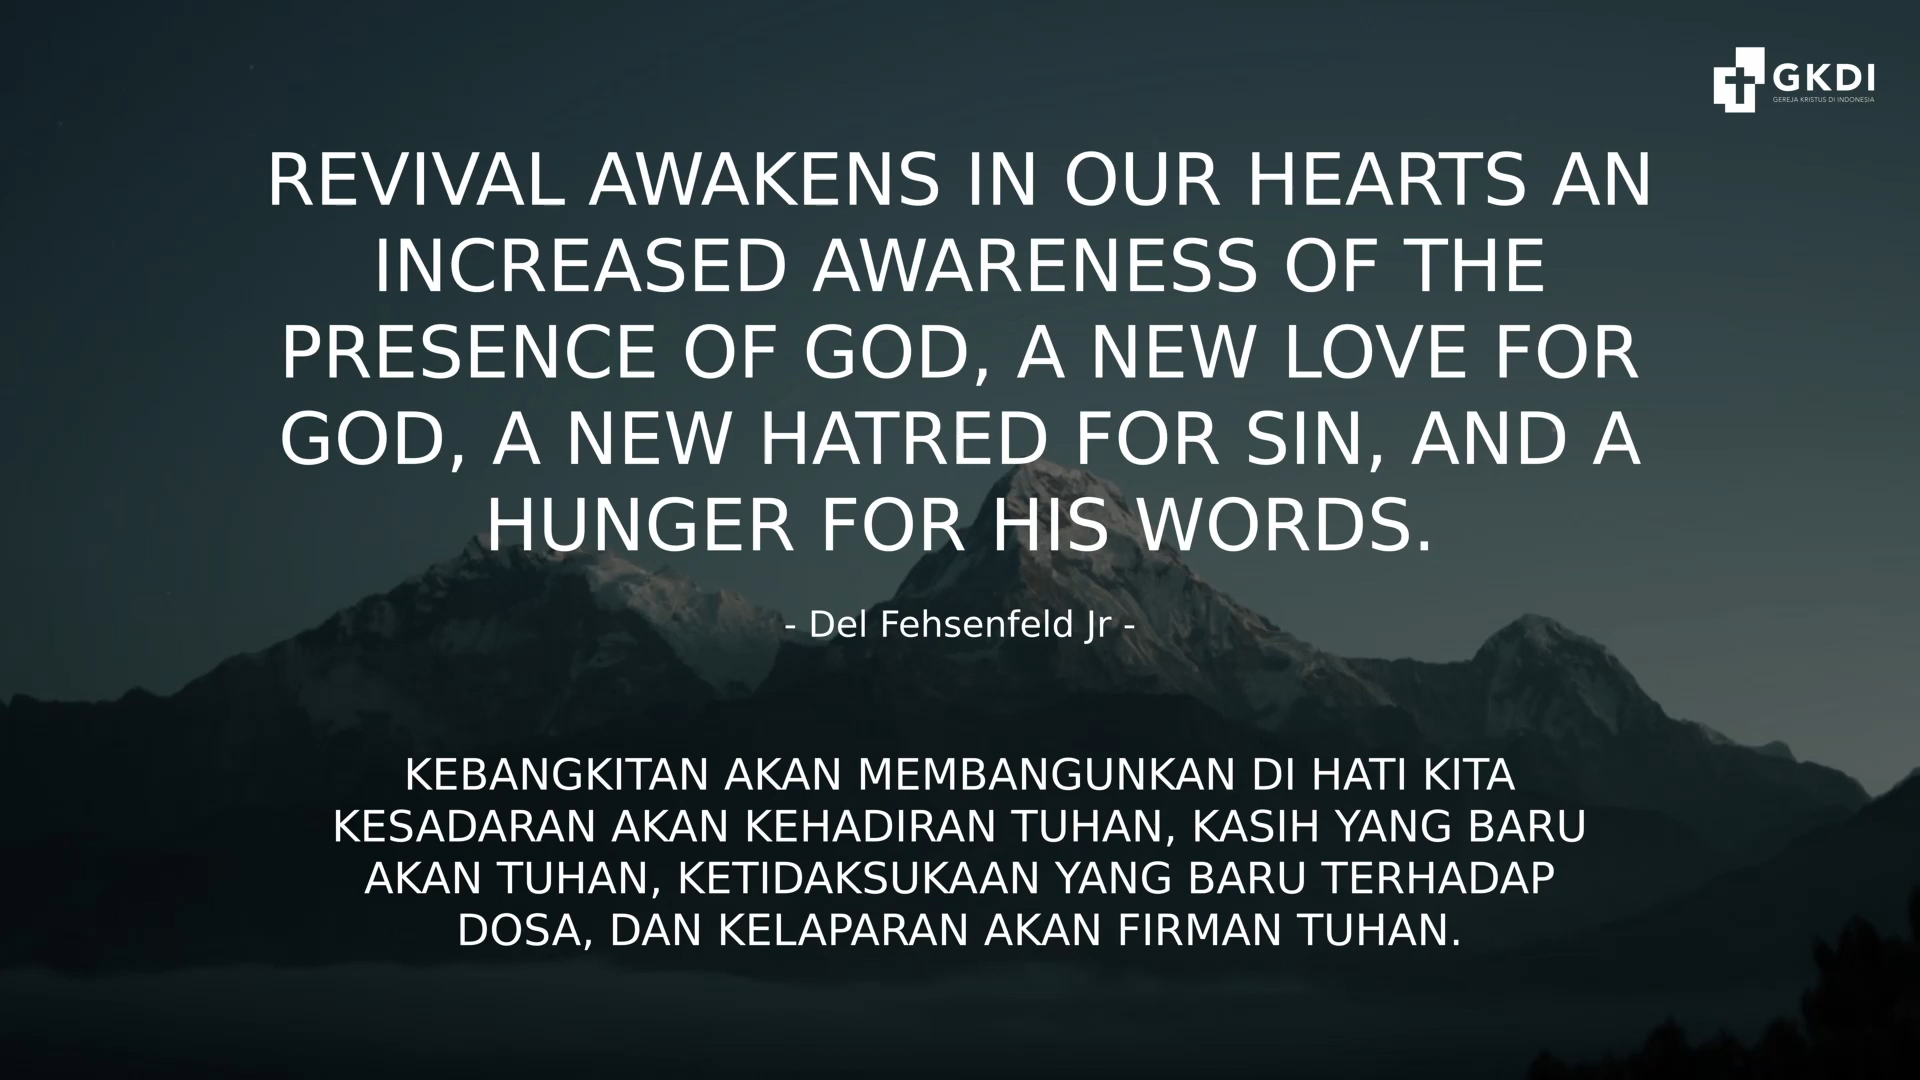 GKDI
GEREJA KRISTUS DI INDONESIA
REVIVAL AWAKENS IN OUR HEARTS AN
INCREASED AWARENESS OF THE
PRESENCE OF GOD, A NEW LOVE FOR
GOD, A NEW HATRED FOR SIN, AND A
HUNGER FOR HIS WORDS.
- Del Fehsenfeld Jr -
KEBANGKITAN AKAN MEMBANGUNKAN DI HATI KITA
KESADARAN AKAN KEHADIRAN TUHAN, KASIH YANG BARU
AKAN TUHAN, KETIDAKSUKAAN YANG BARU TERHADAP
DOSA, DAN KELAPARAN AKAN FIRMAN TUHAN.